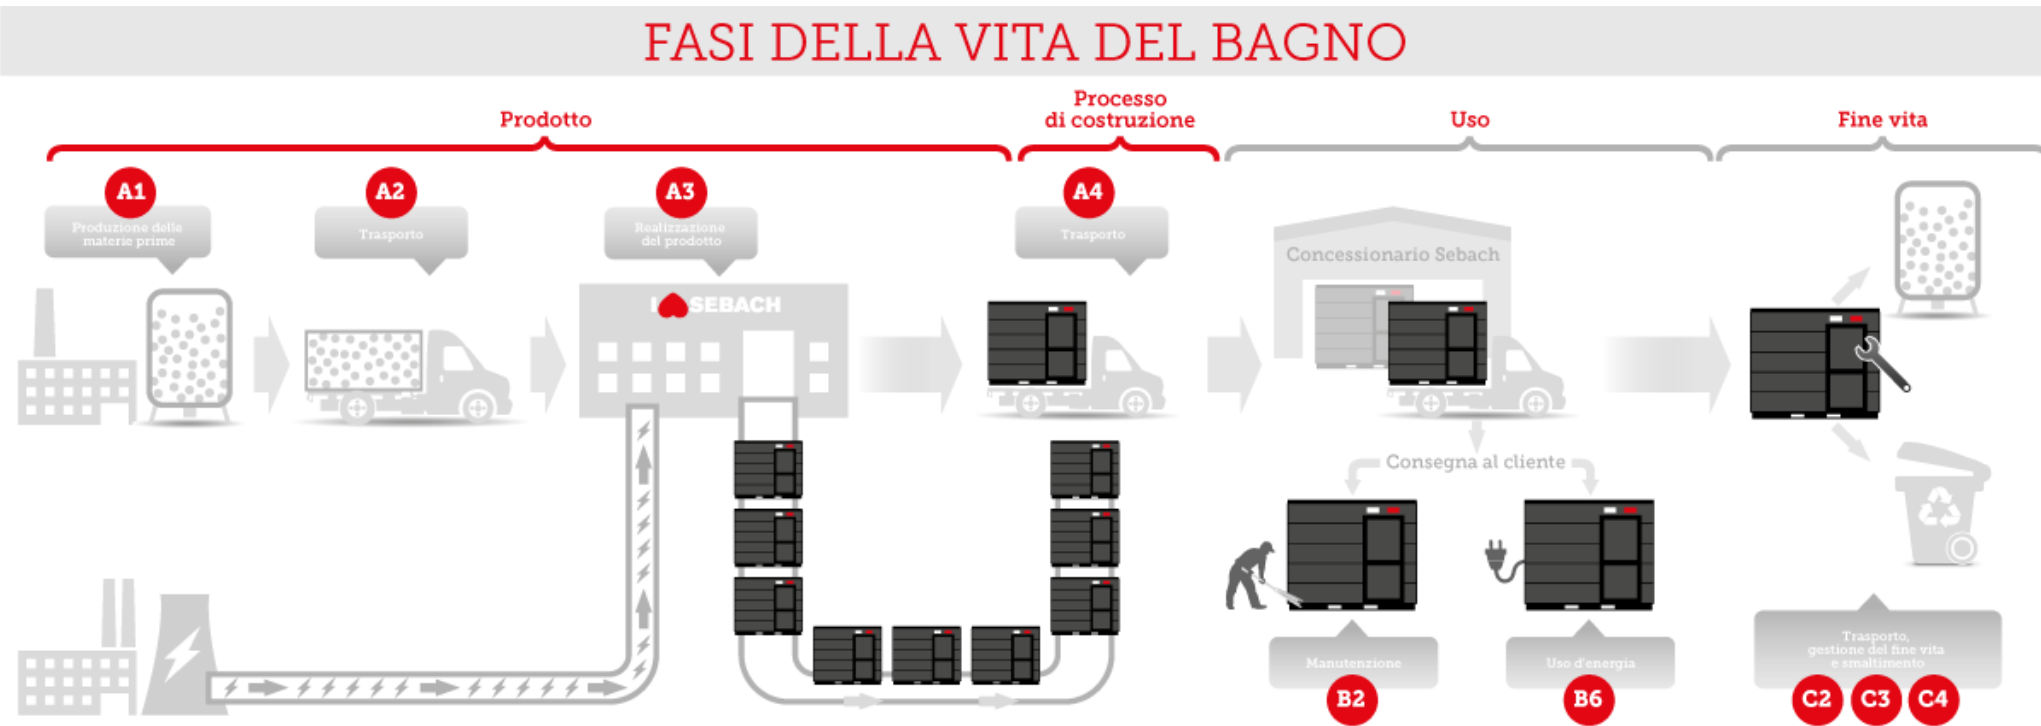 FASI DELLA VITA DEL BAGNO
Prodotto
Processo
di costruzione
Uso
Fine vita
A1
Produzione delle
materie prime
A2
Trasporto
A3
Realizzazione
del prodotto
A4
Trasporto
I SEBACH
Concessionario Sebach
Consegna al cliente
Manutenzione
B2
Uso d'energia
B6
Trasporto,
gestione del fine vita
e smaltimento
C2 C3 C4